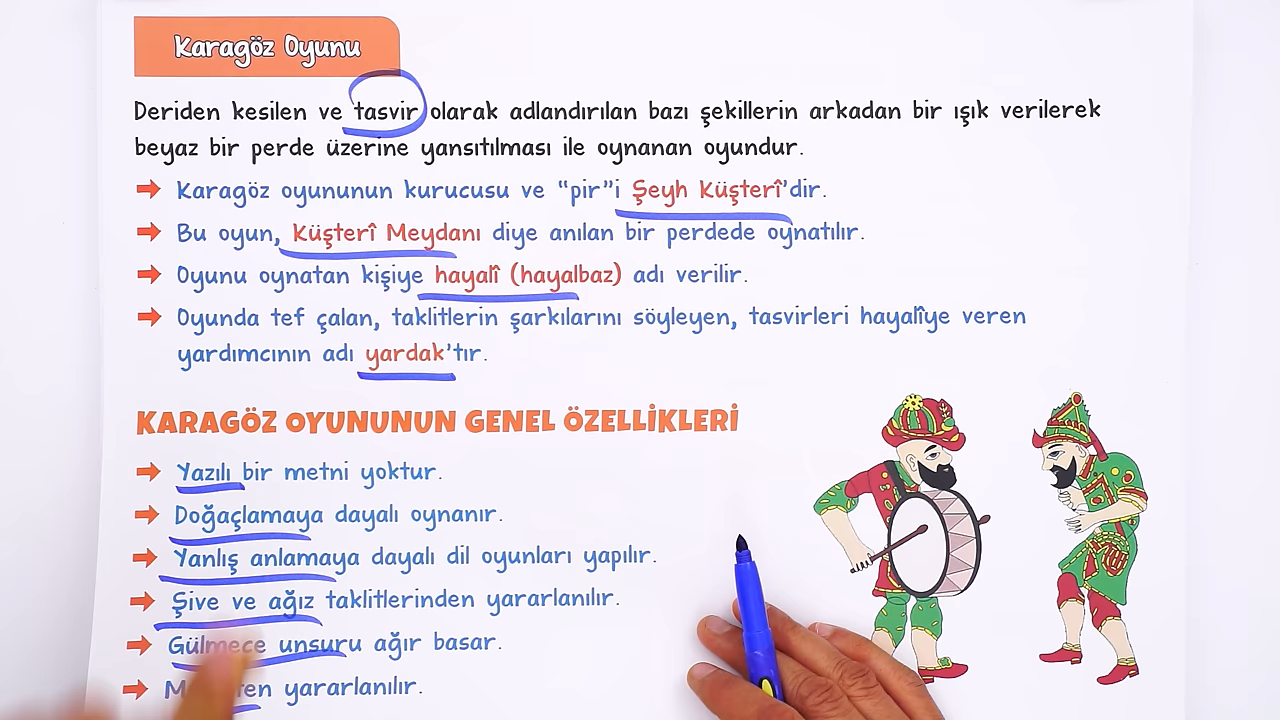 Karagöz Oyunu
Deriden kesilen ve tasvir olarak adlandırılan bazı şekillerin arkadan bir ışık verilerek
beyaz bir perde üzerine yansıtılması ile oynanan oyundur.
Karagöz oyununun kurucusu ve “pir”i Şeyh Küşterî’dir.
Bu oyun, Küşterî Meydanı diye anılan bir perdede oynatılır.
Oyunu oynatan kişiye hayalî (hayalbaz) adı verilir.
Oyunda tef çalan, taklitlerin şarkılarını söyleyen, tasvirleri hayalîye veren
yardımcının adı yardak’tır.
KARAGÖZ OYUNUNUN GENEL ÖZELLİKLERİ
Yazılı bir metni yoktur.
Doğaçlamaya dayalı oynanır.
Yanlış anlamaya dayalı dil oyunları yapılır.
Şive ve ağız taklitlerinden yararlanılır.
Gülmece unsuru ağır basar.
yararlanılır.